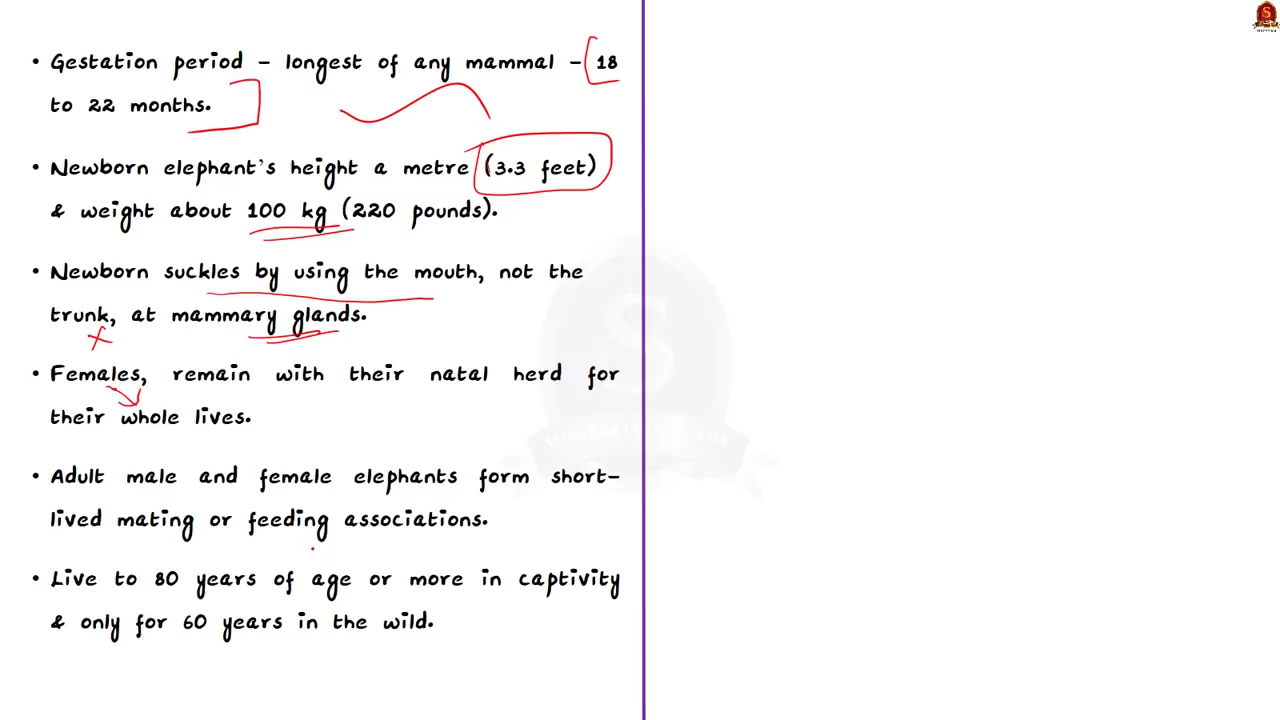 • Gestation period – longest of any mammal – 18
to 22 months.
• Newborn elephant's height a metre (3.3 feet)
& weight about 100 kg (220 pounds).
• Newborn suckles by using the mouth, not the
trunk, at mammary glands.
• Females, remain with their natal herd for
their whole lives.
• Adult male and female elephants form short-
lived mating or feeding associations.
• Live to 80 years of age or more in captivity
& only for 60 years in the wild.